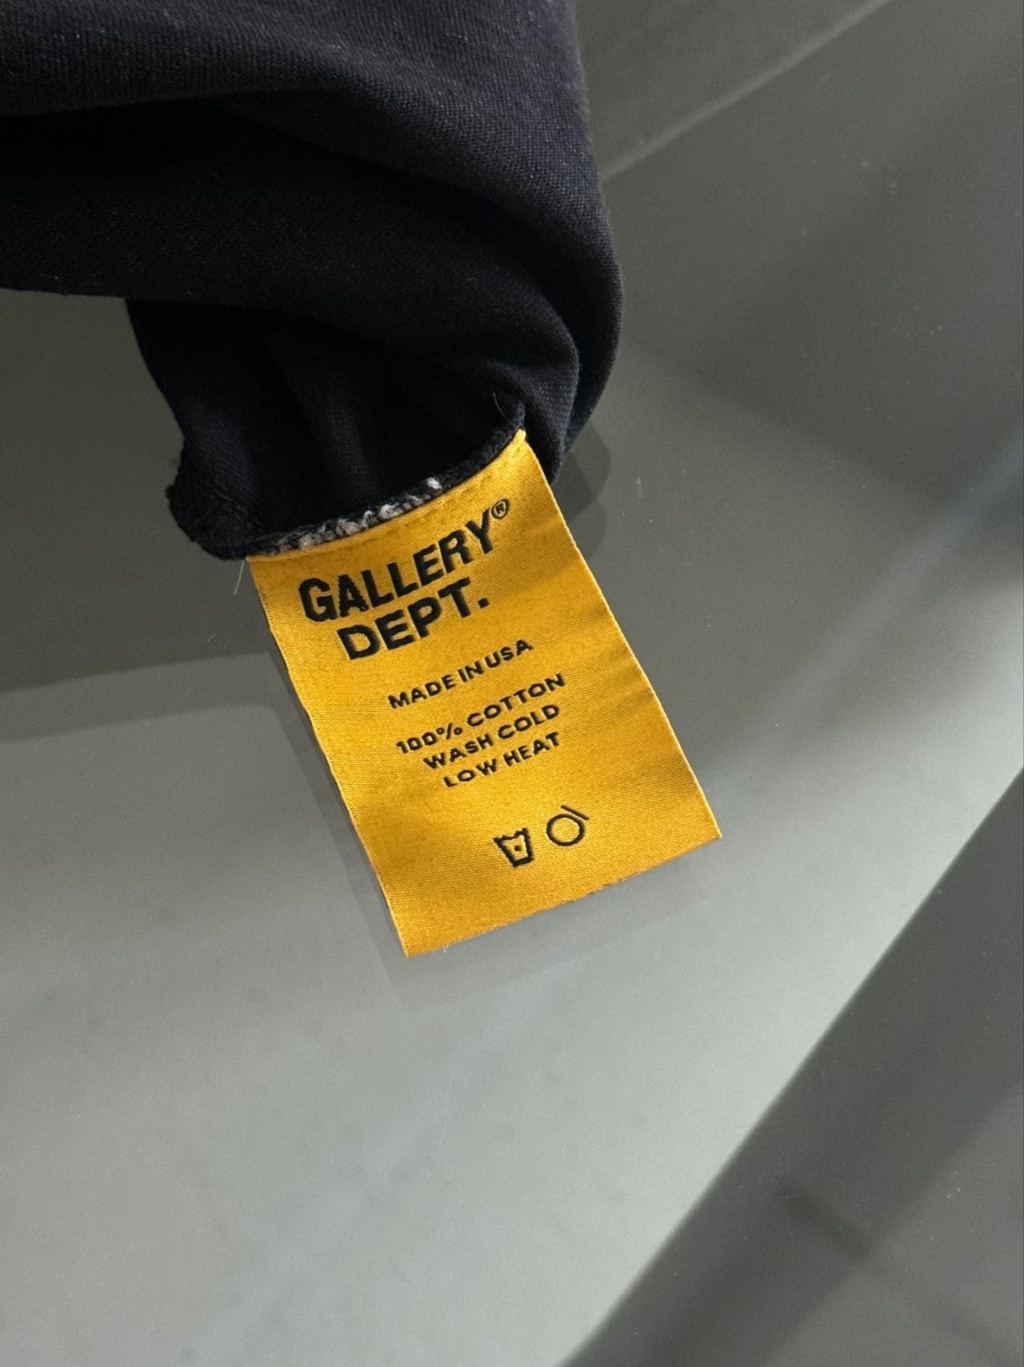 GALLERY®
DEPT.
MADE IN USA
100% COTTON
WASH COLD
LOW HEAT